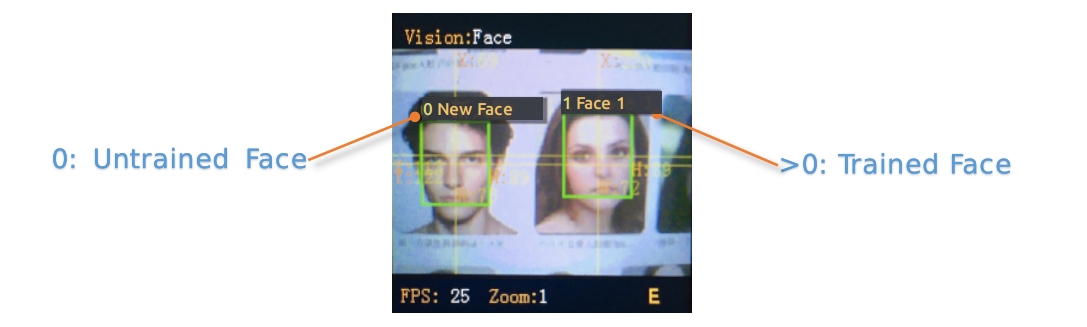 Vision:Face
0 New Face
1 Face 1
0: Untrained Face
>0: Trained Face
FPS: 25 Zoom:1
E